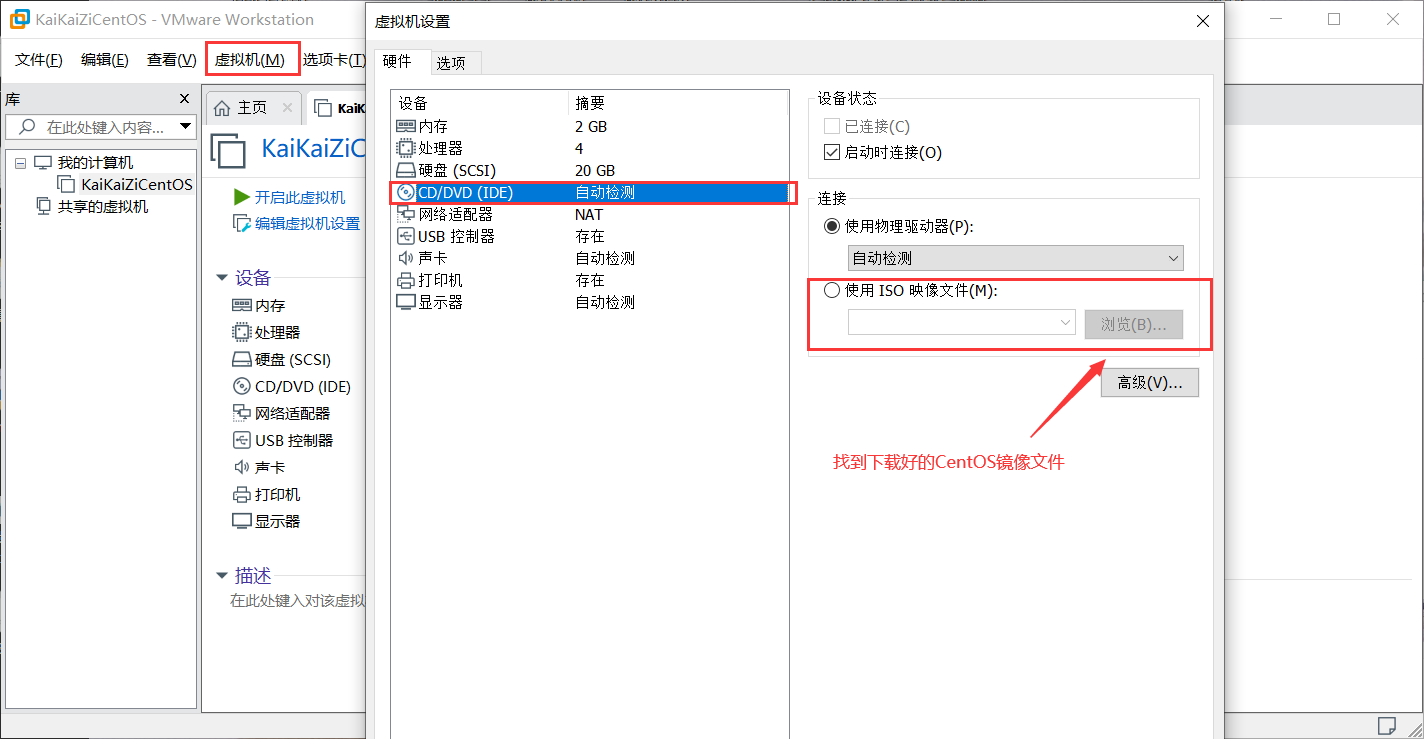 KaiKaiZiCentOS - VMware Workstation
文件(F) 编辑(E) 查看(V) 虚拟机(M) 选项卡(T)
库
在此处键入内容...
我的计算机
KaiKaiZiCentOS
共享的虚拟机
主页
KaiK
KaiKaiZiC
开启此虚拟机
编辑虚拟机设置
设备
内存
处理器
硬盘 (SCSI)
CD/DVD (IDE)
网络适配器
USB 控制器
声卡
打印机
显示器
描述
在此处键入对该虚拟
虚拟机设置
硬件 选项
设备 摘要
内存 2 GB
处理器 4
硬盘 (SCSI) 20 GB
CD/DVD (IDE) 自动检测
网络适配器 NAT
USB 控制器 存在
声卡 自动检测
打印机 存在
显示器 自动检测
设备状态
已连接(C)
启动时连接(O)
连接
使用物理驱动器(P):
自动检测
使用 ISO 映像文件(M):
浏览(B)...
高级(V)...
找到下载好的CentOS镜像文件